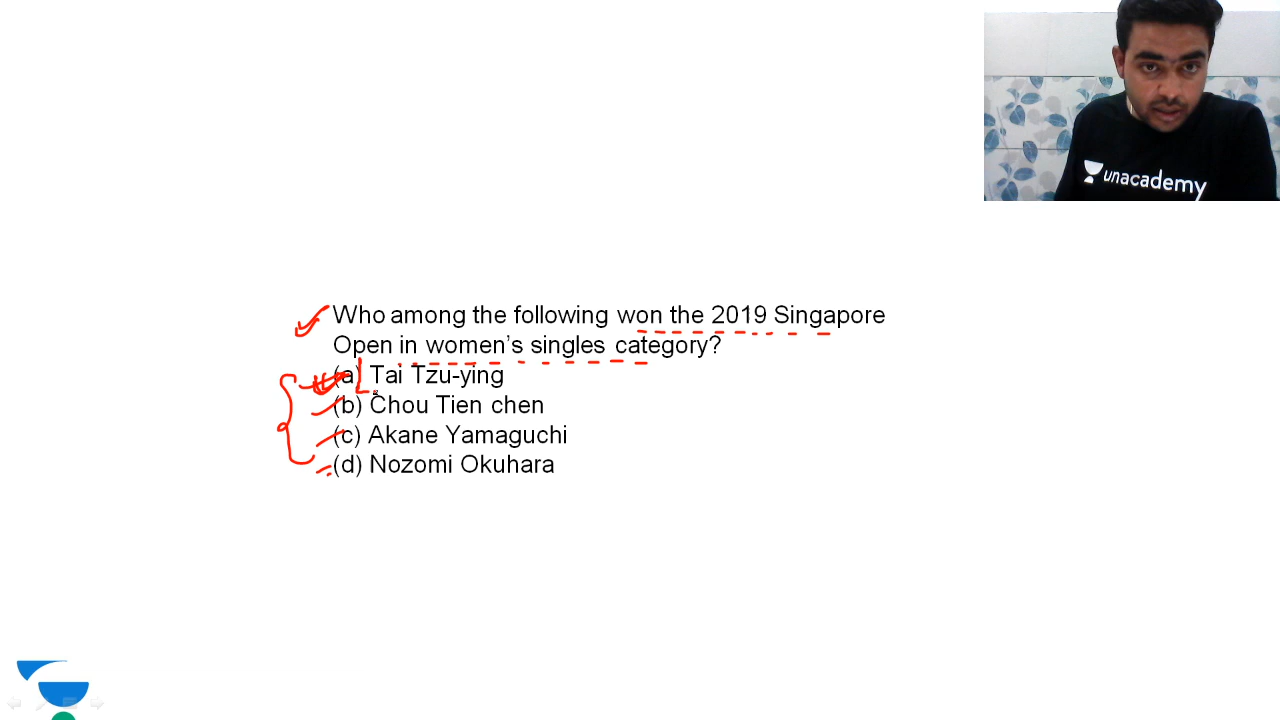 unacademy
Who among the following won the 2019 Singapore
Open in women's singles category?
(a) Tai Tzu-ying
(b) Chou Tien chen
(c) Akane Yamaguchi
(d) Nozomi Okuhara